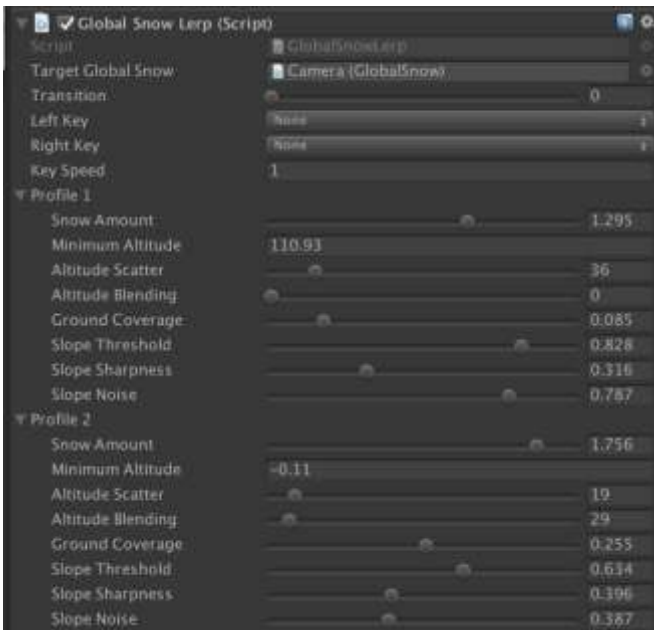 Global Snow Lerp (Script)
Script GlobalSnowLerp
Target Global Snow Camera (GlobalSnow)
Transition 0
Left Key None
Right Key None
Key Speed 1
Profile 1
Snow Amount 1.295
Minimum Altitude 110.93
Altitude Scatter 36
Altitude Blending 0
Ground Coverage 0.085
Slope Threshold 0.828
Slope Sharpness 0.316
Slope Noise 0.787
Profile 2
Snow Amount 1.756
Minimum Altitude -0.11
Altitude Scatter 19
Altitude Blending 29
Ground Coverage 0.255
Slope Threshold 0.634
Slope Sharpness 0.396
Slope Noise 0.387